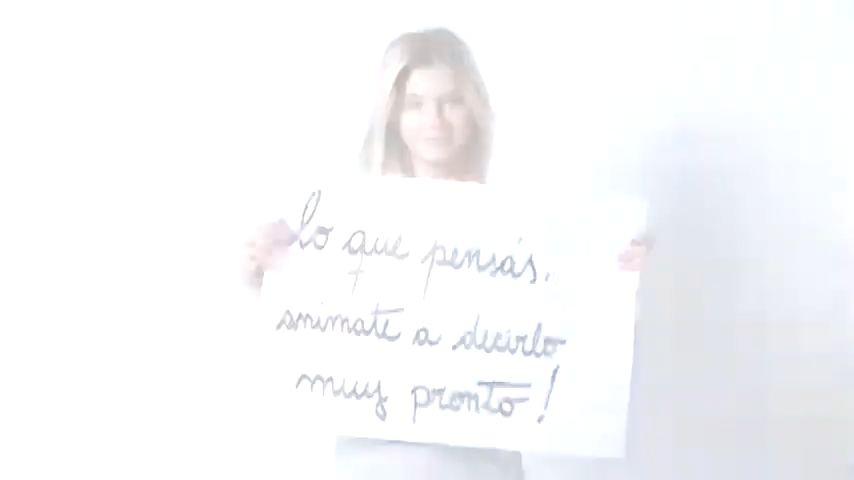 lo que pensás..
animate a decirlo
muy pronto!